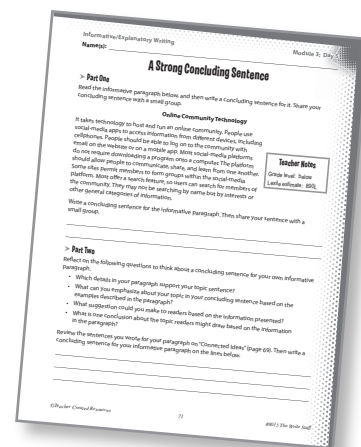 Informative/Explanatory Writing
Module 3; Day
Name(s):
A Strong Concluding Sentence
➤ Part One
Read the informative paragraph below, and then write a concluding sentence for it. Share your
concluding sentence with a small group.
Online Community Technology
It takes technology to host and run an online community. People use
social-media apps to access information from different devices, including
cellphones. People should be able to log on to the community with
email on the website or on a mobile app. Most social-media platforms
do not require downloading a program onto a computer. The platform
should allow people to communicate, share, and learn from one another.
Some sites permit members to form groups within the social-media
platform. Most offer a search feature, so users can search for members of
the community. They may not be searching by name but by interests or
other general categories of information.
Teacher Notes
Grade level: below
Lexile estimate: 890L
Write a concluding sentence for the informative paragraph. Then share your sentence with a
small group.
➤ Part Two
Reflect on the following questions to think about a concluding sentence for your own informative
paragraph.
• Which details in your paragraph support your topic sentence?
• What can you emphasize about your topic in your concluding sentence based on the
examples described in the paragraph?
• What suggestion could you make to readers based on the information presented?
• What is one conclusion about the topic readers might draw based on the information
in the paragraph?
Review the sentences you wrote for your paragraph on "Connected Ideas" (page 69). Then write a
concluding sentence for your informative paragraph on the lines below.
©Teacher Created Resources
The Write Stuff